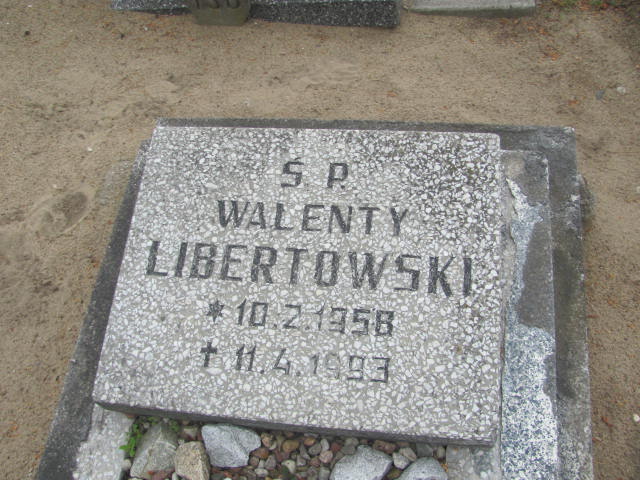 Ś. P.
WALENTY
LIBERTOWSKI
* 10.2.1958
✝ 11.4.1993